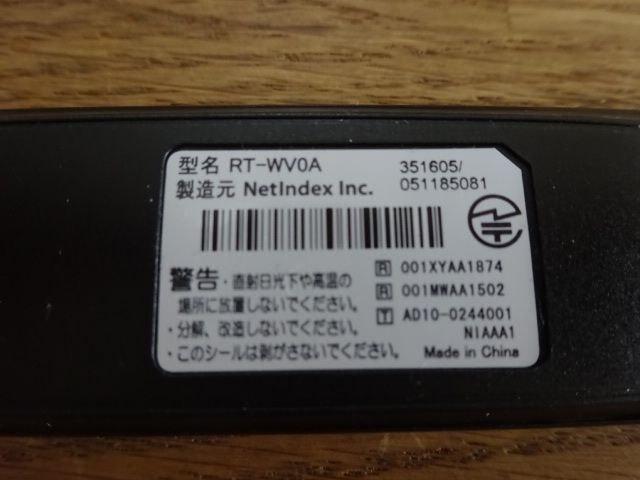 型名 RT-WV0A
製造元 NetIndex Inc.
351605/
051185081
警告・直射日光下や高温の
場所に放置しないでください。
・分解、改造しないでください。
・このシールは剥がさないでください。
R 001XYAA1874
R 001MWAA1502
T AD10-0244001
NIAAA1
Made in China